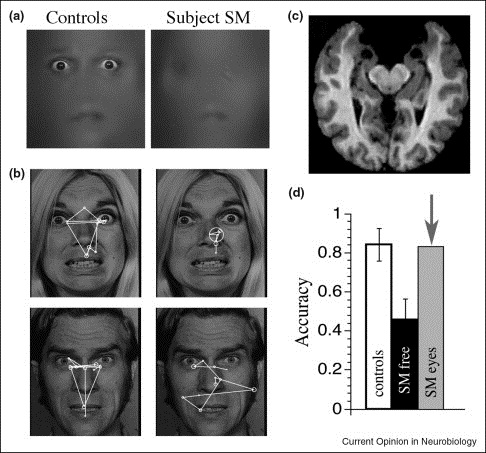 (a) Controls Subject SM
(c)
(b)
(d)
1
0.8
0.6
0.4
0.2
0
Accuracy
controls
SM free
SM eyes
Current Opinion in Neurobiology